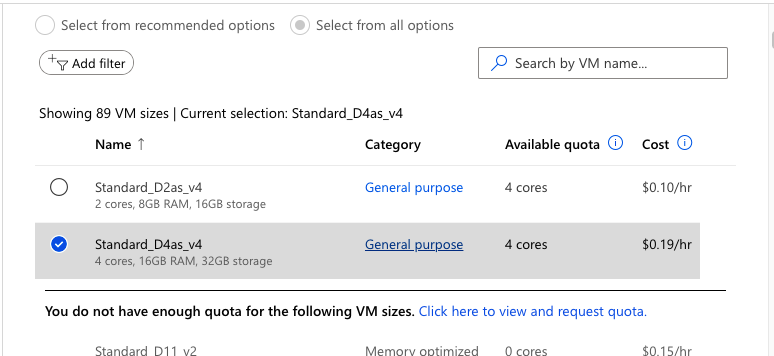 Select from recommended options Select from all options
Add filter Search by VM name...
Showing 89 VM sizes | Current selection: Standard_D4as_v4
Name ↑ Category Available quota Cost
Standard_D2as_v4 General purpose 4 cores $0.10/hr
2 cores, 8GB RAM, 16GB storage
Standard_D4as_v4 General purpose 4 cores $0.19/hr
4 cores, 16GB RAM, 32GB storage
You do not have enough quota for the following VM sizes. Click here to view and request quota.
Standard_D11_v2 Memory optimized 0 cores $0.15/hr